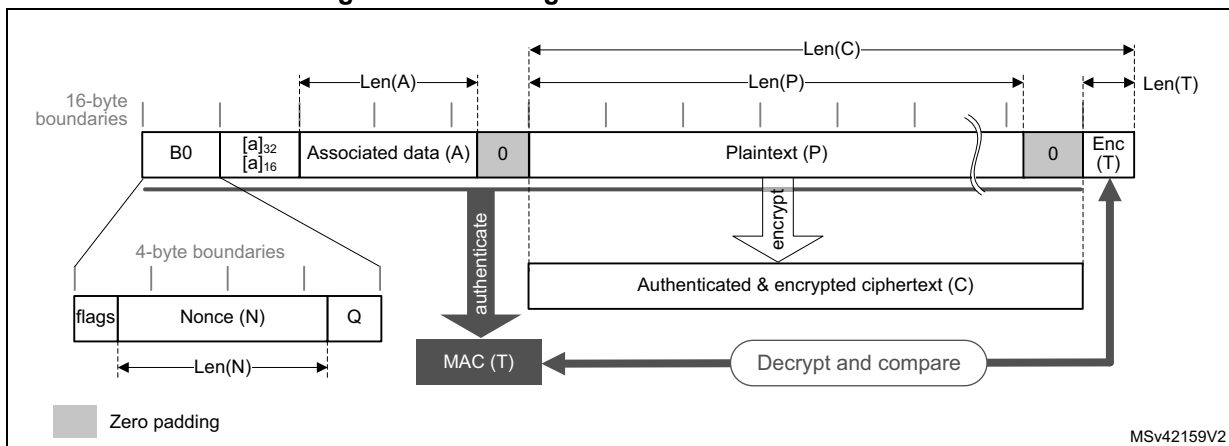 Len(C)
Len(A)
Len(P)
Len(T)
16-byte
boundaries
B0
[a]32
[a]16
Associated data (A)
0
Plaintext (P)
0
Enc
(T)
authenticate
encrypt
4-byte boundaries
Authenticated & encrypted ciphertext (C)
flags
Nonce (N)
Q
Len(N)
MAC (T)
Decrypt and compare
Zero padding
MSv42159V2